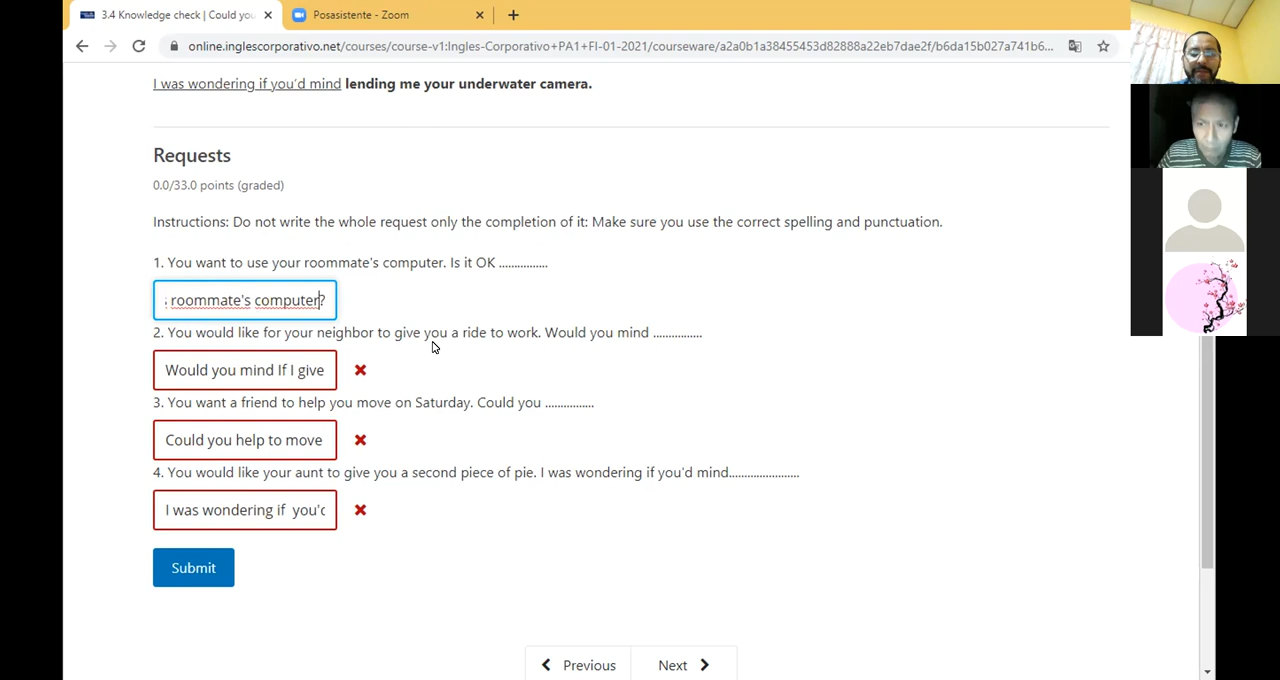 3.4 Knowledge check | Could you
Posasistente - Zoom
online.inglescorporativo.net/courses/course-v1:Ingles-Corporativo+PA1+FI-01-2021/courseware/a2a0b1a38455453d82888a22eb7dae2f/b6da15b027a741b6...
I was wondering if you'd mind lending me your underwater camera.
Requests
0.0/33.0 points (graded)
Instructions: Do not write the whole request only the completion of it: Make sure you use the correct spelling and punctuation.
1. You want to use your roommate's computer. Is it OK ................
roommate's computer?
2. You would like for your neighbor to give you a ride to work. Would you mind ................
Would you mind If I give
3. You want a friend to help you move on Saturday. Could you ................
Could you help to move
4. You would like your aunt to give you a second piece of pie. I was wondering if you'd mind.......................
I was wondering if you'd
Submit
Previous
Next